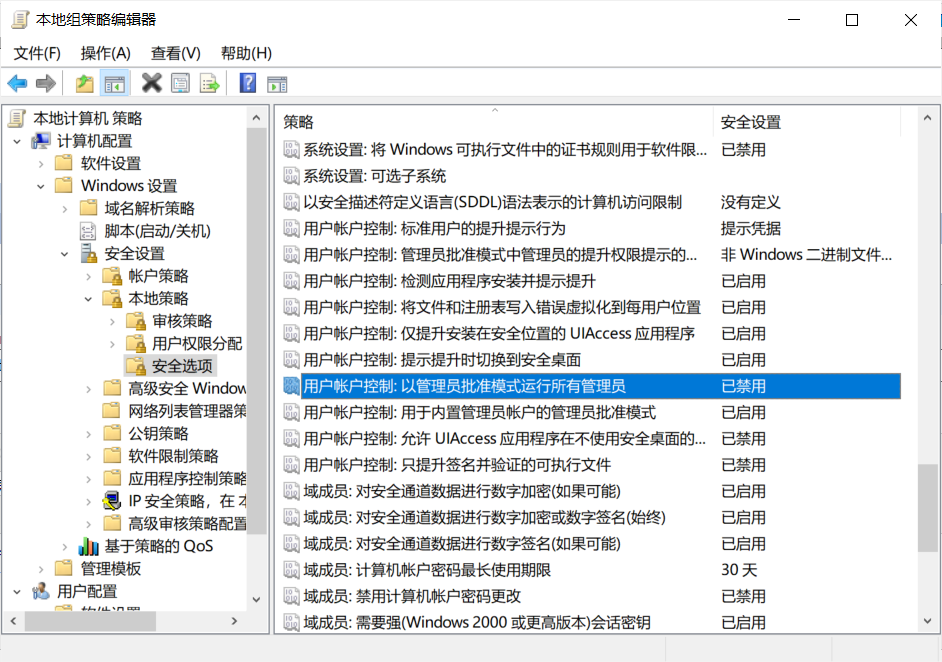 本地组策略编辑器
文件(F) 操作(A) 查看(V) 帮助(H)
本地计算机 策略
计算机配置
软件设置
Windows 设置
域名解析策略
脚本(启动/关机)
安全设置
帐户策略
本地策略
审核策略
用户权限分配
安全选项
高级安全 Window
网络列表管理器策
公钥策略
软件限制策略
应用程序控制策略
IP 安全策略，在 本
高级审核策略配置
基于策略的 QoS
管理模板
用户配置
软件设置
策略 安全设置
系统设置: 将 Windows 可执行文件中的证书规则用于软件限... 已禁用
系统设置: 可选子系统
以安全描述符定义语言(SDDL)语法表示的计算机访问限制 没有定义
用户帐户控制: 标准用户的提升提示行为 提示凭据
用户帐户控制: 管理员批准模式中管理员的提升权限提示的... 非 Windows 二进制文件...
用户帐户控制: 检测应用程序安装并提示提升 已启用
用户帐户控制: 将文件和注册表写入错误虚拟化到每用户位置 已启用
用户帐户控制: 仅提升安装在安全位置的 UIAccess 应用程序 已启用
用户帐户控制: 提示提升时切换到安全桌面 已启用
用户帐户控制: 以管理员批准模式运行所有管理员 已禁用
用户帐户控制: 用于内置管理员帐户的管理员批准模式 已启用
用户帐户控制: 允许 UIAccess 应用程序在不使用安全桌面的... 已禁用
用户帐户控制: 只提升签名并验证的可执行文件 已禁用
域成员: 对安全通道数据进行数字加密(如果可能) 已启用
域成员: 对安全通道数据进行数字加密或数字签名(始终) 已启用
域成员: 对安全通道数据进行数字签名(如果可能) 已启用
域成员: 计算机帐户密码最长使用期限 30 天
域成员: 禁用计算机帐户密码更改 已禁用
域成员: 需要强(Windows 2000 或更高版本)会话密钥 已启用